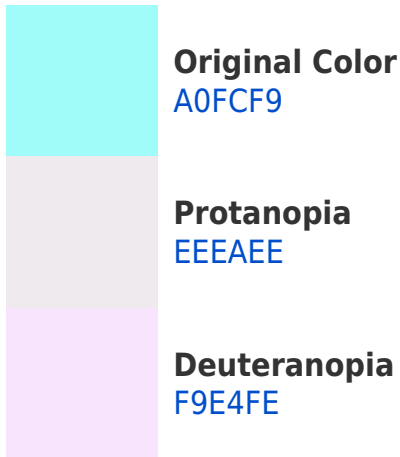 Original Color
A0FCF9
Protanopia
EEEAEE
Deuteranopia
F9E4FE